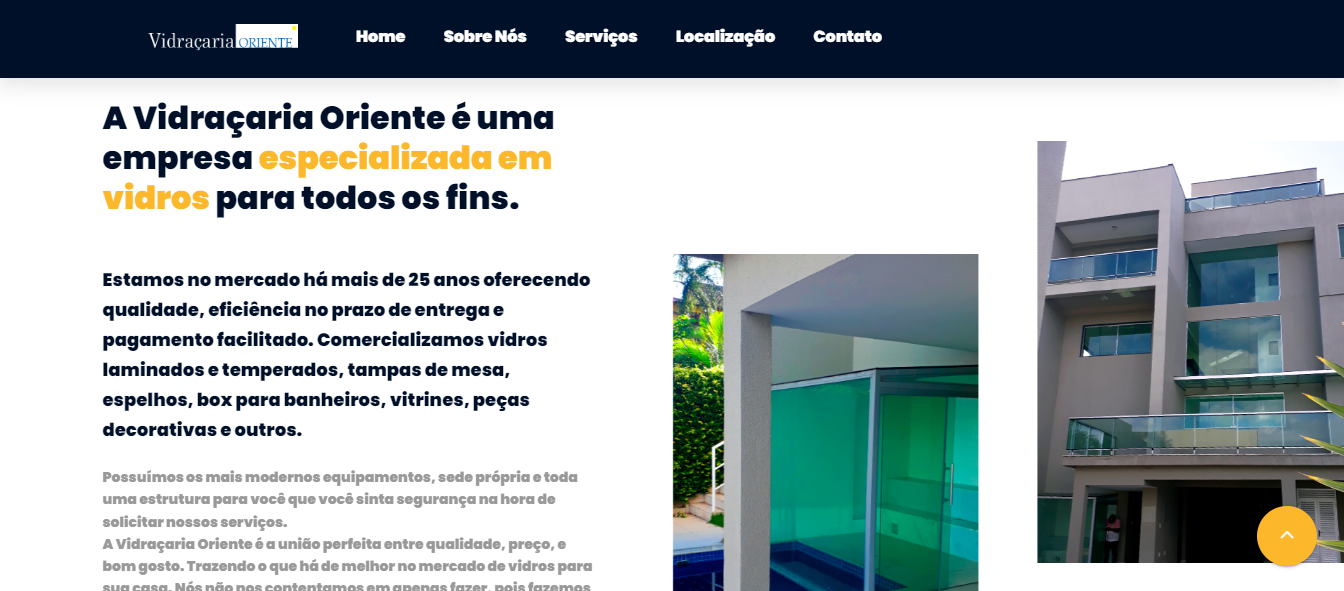 Vidraçaria ORIENTE
Home
Sobre Nós
Serviços
Localização
Contato
A Vidraçaria Oriente é uma
empresa especializada em
vidros para todos os fins.
Estamos no mercado há mais de 25 anos oferecendo
qualidade, eficiência no prazo de entrega e
pagamento facilitado. Comercializamos vidros
laminados e temperados, tampas de mesa,
espelhos, box para banheiros, vitrines, peças
decorativas e outros.
Possuímos os mais modernos equipamentos, sede própria e toda
uma estrutura para você que você sinta segurança na hora de
solicitar nossos serviços.
A Vidraçaria Oriente é a união perfeita entre qualidade, preço, e
bom gosto. Trazendo o que há de melhor no mercado de vidros para
sua casa. Nós não nos contentamos em apenas fazer, pois fazemos